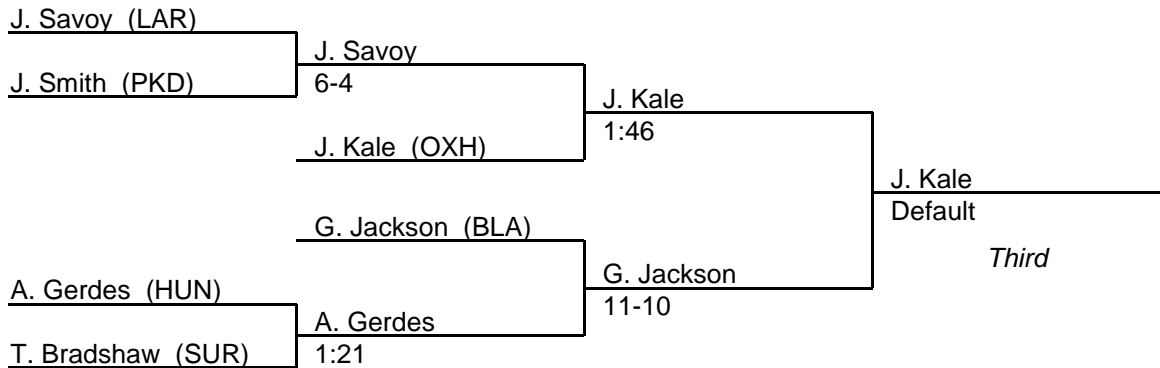 J. Savoy (LAR)
J. Smith (PKD)
J. Savoy
6-4
J. Kale (OXH)
J. Kale
1:46
G. Jackson (BLA)
A. Gerdes (HUN)
T. Bradshaw (SUR)
A. Gerdes
1:21
G. Jackson
11-10
J. Kale
Default
Third